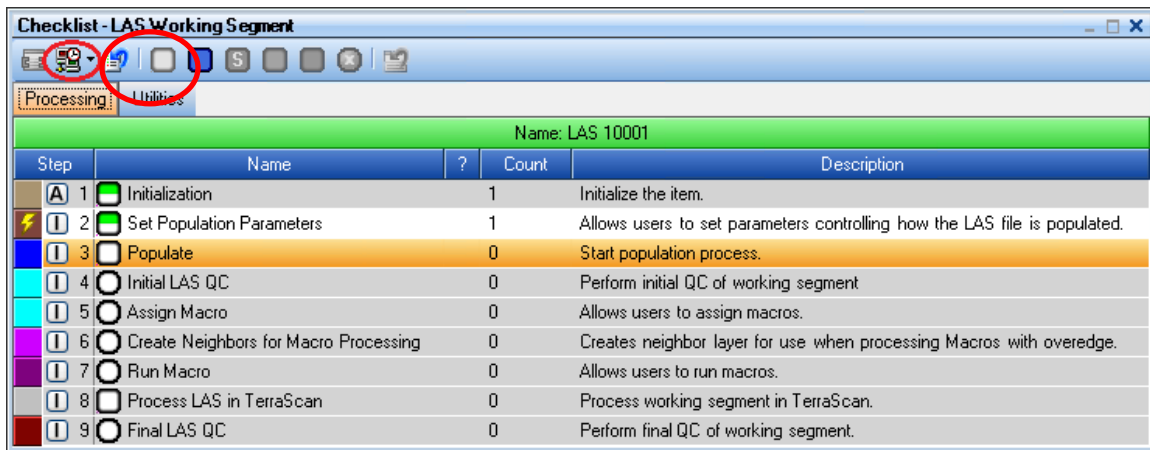 Checklist - LAS Working Segment
S
Processing Utilities
Name: LAS 10001
Step Name ? Count Description
A 1 Initialization 1 Initialize the item.
I 2 Set Population Parameters 1 Allows users to set parameters controlling how the LAS file is populated.
I 3 Populate 0 Start population process.
I 4 Initial LAS QC 0 Perform initial QC of working segment
I 5 Assign Macro 0 Allows users to assign macros.
I 6 Create Neighbors for Macro Processing 0 Creates neighbor layer for use when processing Macros with overedge.
I 7 Run Macro 0 Allows users to run macros.
I 8 Process LAS in TerraScan 0 Process working segment in TerraScan.
I 9 Final LAS QC 0 Perform final QC of working segment.